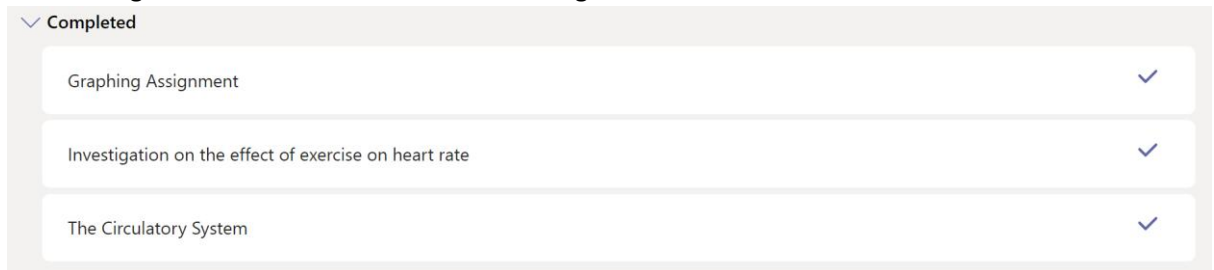 Completed
Graphing Assignment
Investigation on the effect of exercise on heart rate
The Circulatory System